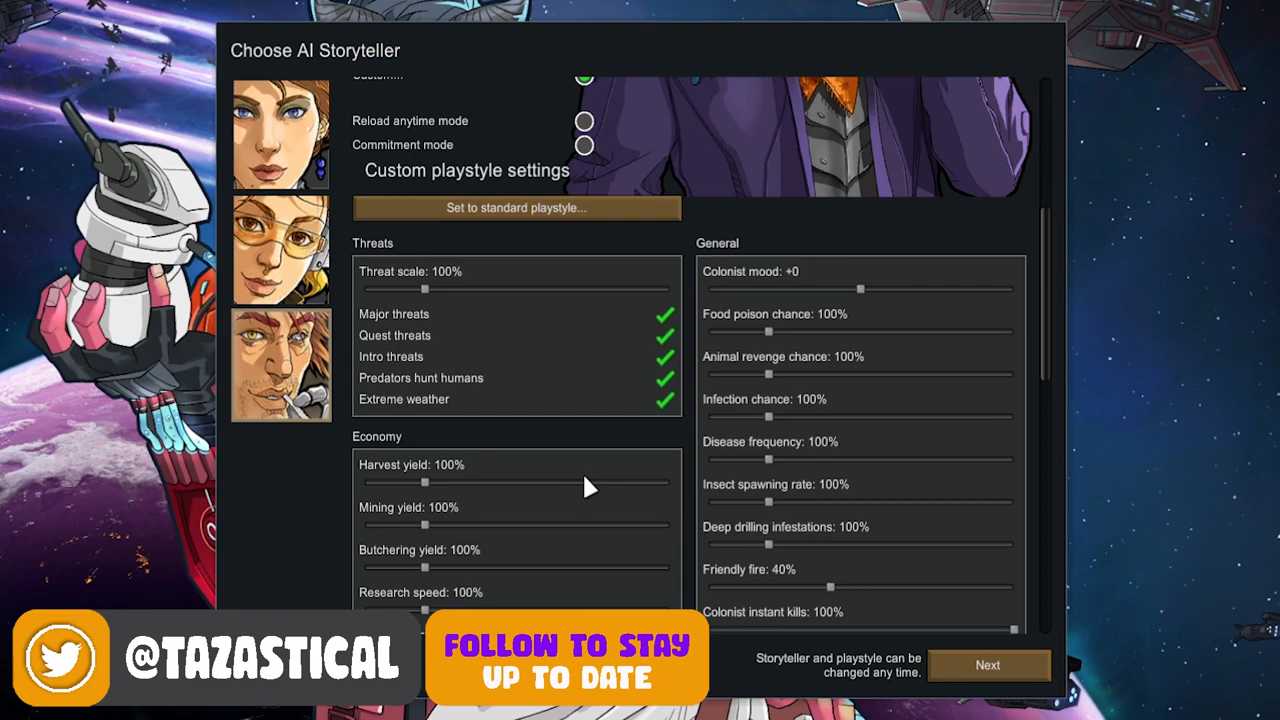 Choose AI Storyteller
Custom...
Reload anytime mode
Commitment mode
Custom playstyle settings
Set to standard playstyle...
Threats
Threat scale: 100%
Major threats
Quest threats
Intro threats
Predators hunt humans
Extreme weather
Economy
Harvest yield: 100%
Mining yield: 100%
Butchering yield: 100%
Research speed: 100%
General
Colonist mood: +0
Food poison chance: 100%
Animal revenge chance: 100%
Infection chance: 100%
Disease frequency: 100%
Insect spawning rate: 100%
Deep drilling infestations: 100%
Friendly fire: 40%
Colonist instant kills: 100%
Storyteller and playstyle can be
changed any time.
Next
@TAZASTICAL
FOLLOW TO STAY
UP TO DATE